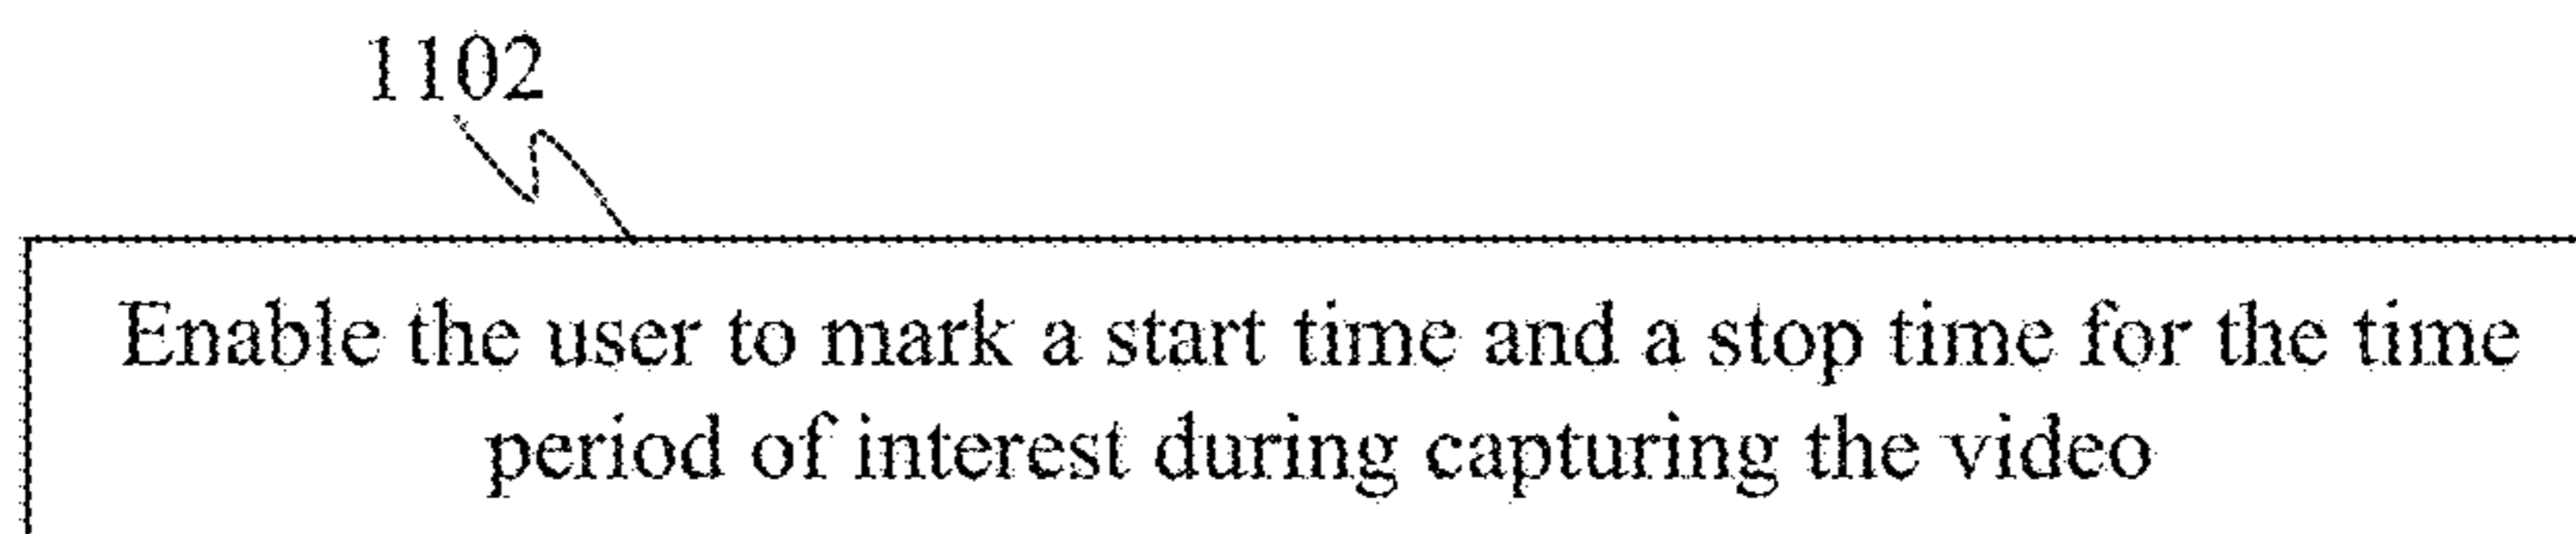 1102
Enable the user to mark a start time and a stop time for the time
period of interest during capturing the video